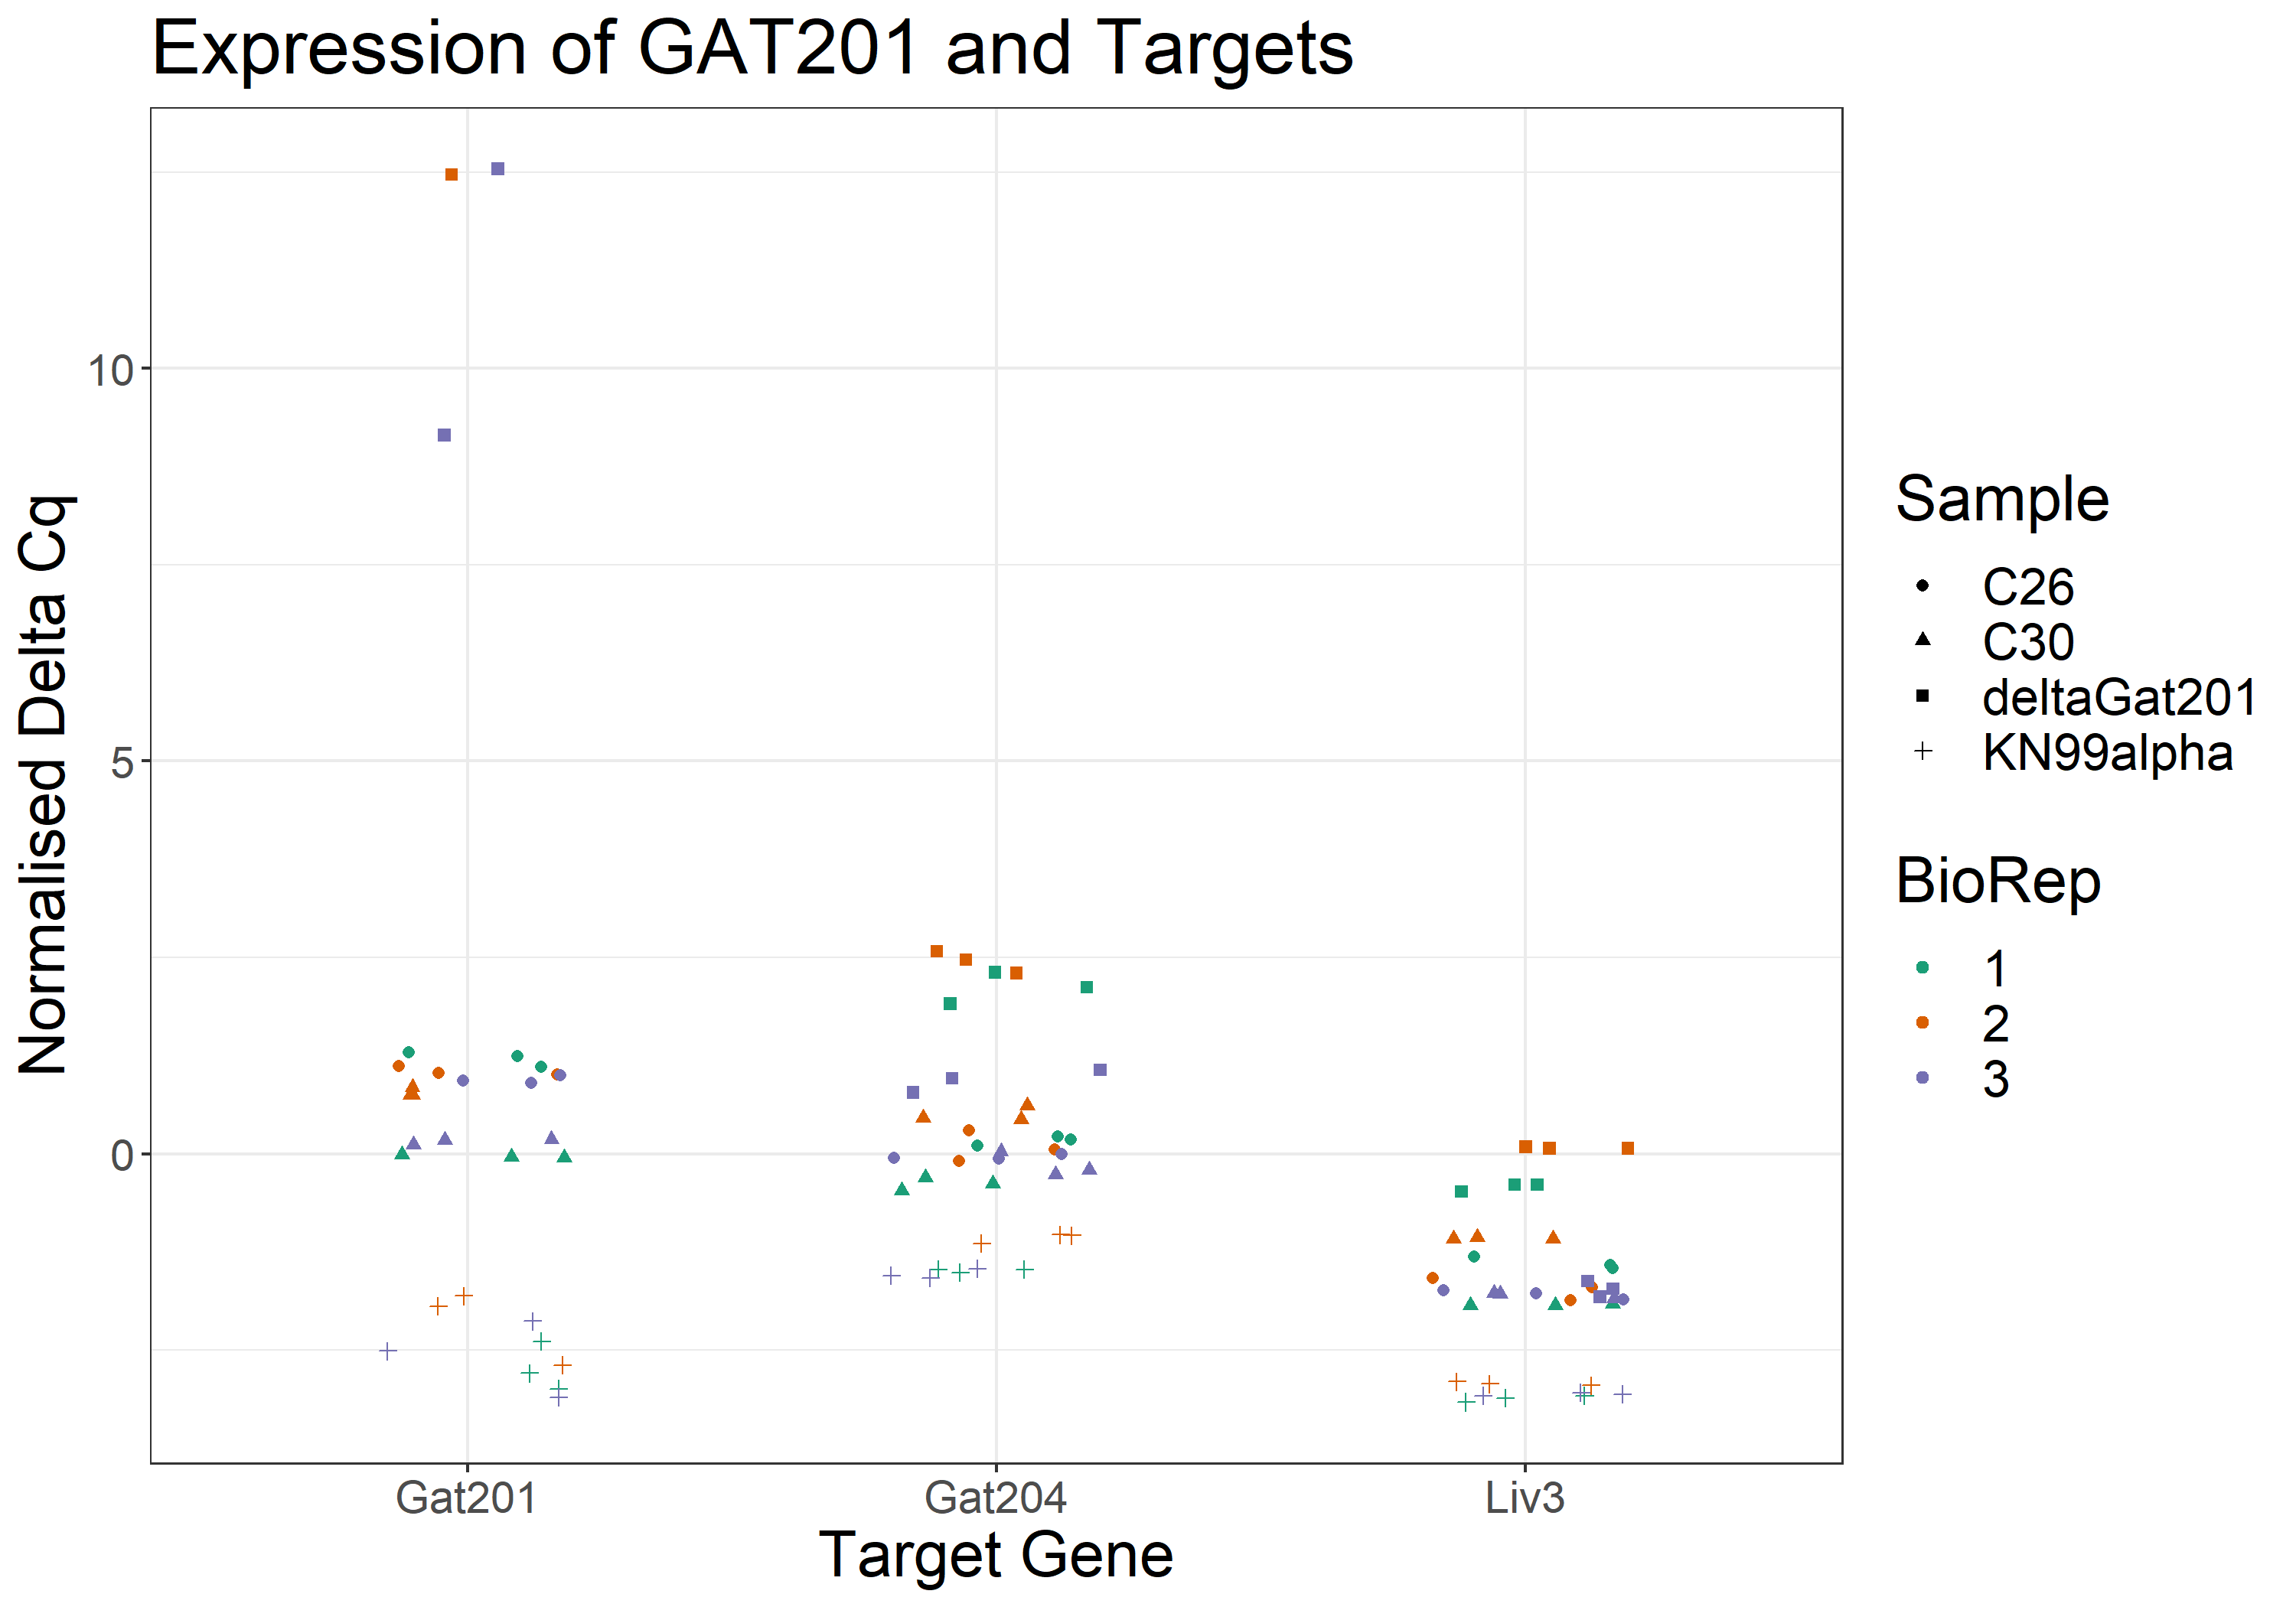 Expression of GAT201 and Targets
Normalised Delta Cq
10
5
0
Gat201
Gat204
Liv3
Target Gene
Sample
C26
C30
deltaGat201
KN99alpha
BioRep
1
2
3